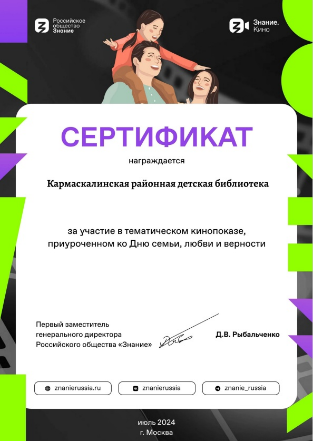 Российское
общество
Знание
Знание.
Кино
СЕРТИФИКАТ
награждается
Кармаскалинская районная детская библиотека
за участие в тематическом кинопоказе,
приуроченном ко Дню семьи, любви и верности
Первый заместитель
генерального директора
Российского общества «Знание»
Д.В. Рыбальченко
znanierussia.ru
znanierussia
znanie_russia
июль 2024
г. Москва